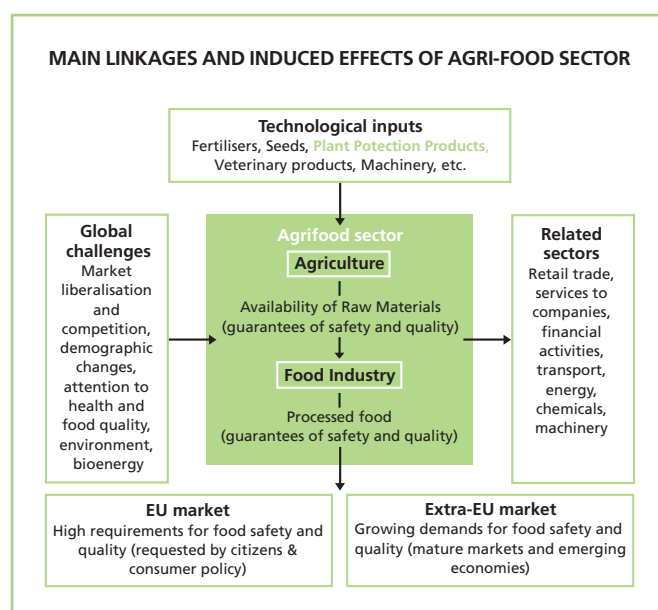 MAIN LINKAGES AND INDUCED EFFECTS OF AGRI-FOOD SECTOR
Technological inputs
Fertilisers, Seeds, Plant Potection Products,
Veterinary products, Machinery, etc.
Global
challenges
Market
liberalisation
and
competition,
demographic
changes,
attention to
health and
food quality,
environment,
bioenergy
Agrifood sector
Agriculture
Availability of Raw Materials
(guarantees of safety and quality)
Food Industry
Processed food
(guarantees of safety and quality)
Related
sectors
Retail trade,
services to
companies,
financial
activities,
transport,
energy,
chemicals,
machinery
EU market
High requirements for food safety and
quality (requested by citizens &
consumer policy)
Extra-EU market
Growing demands for food safety and
quality (mature markets and emerging
economies)